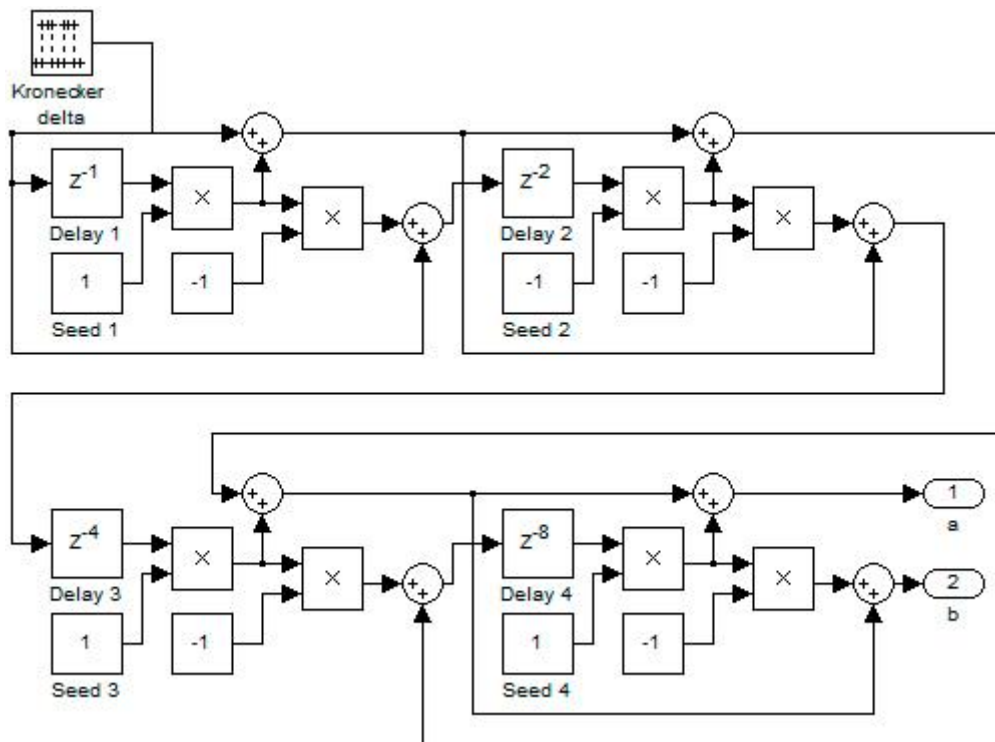 Kronecker
delta
+ +
+ +
z-1
×
×
+ +
z-2
×
×
+ +
Delay 1
Delay 2
1
-1
-1
-1
Seed 1
Seed 2
+ +
+ +
1
a
z-4
×
×
+ +
z-8
×
×
+ +
2
b
Delay 3
Delay 4
1
-1
1
-1
Seed 3
Seed 4